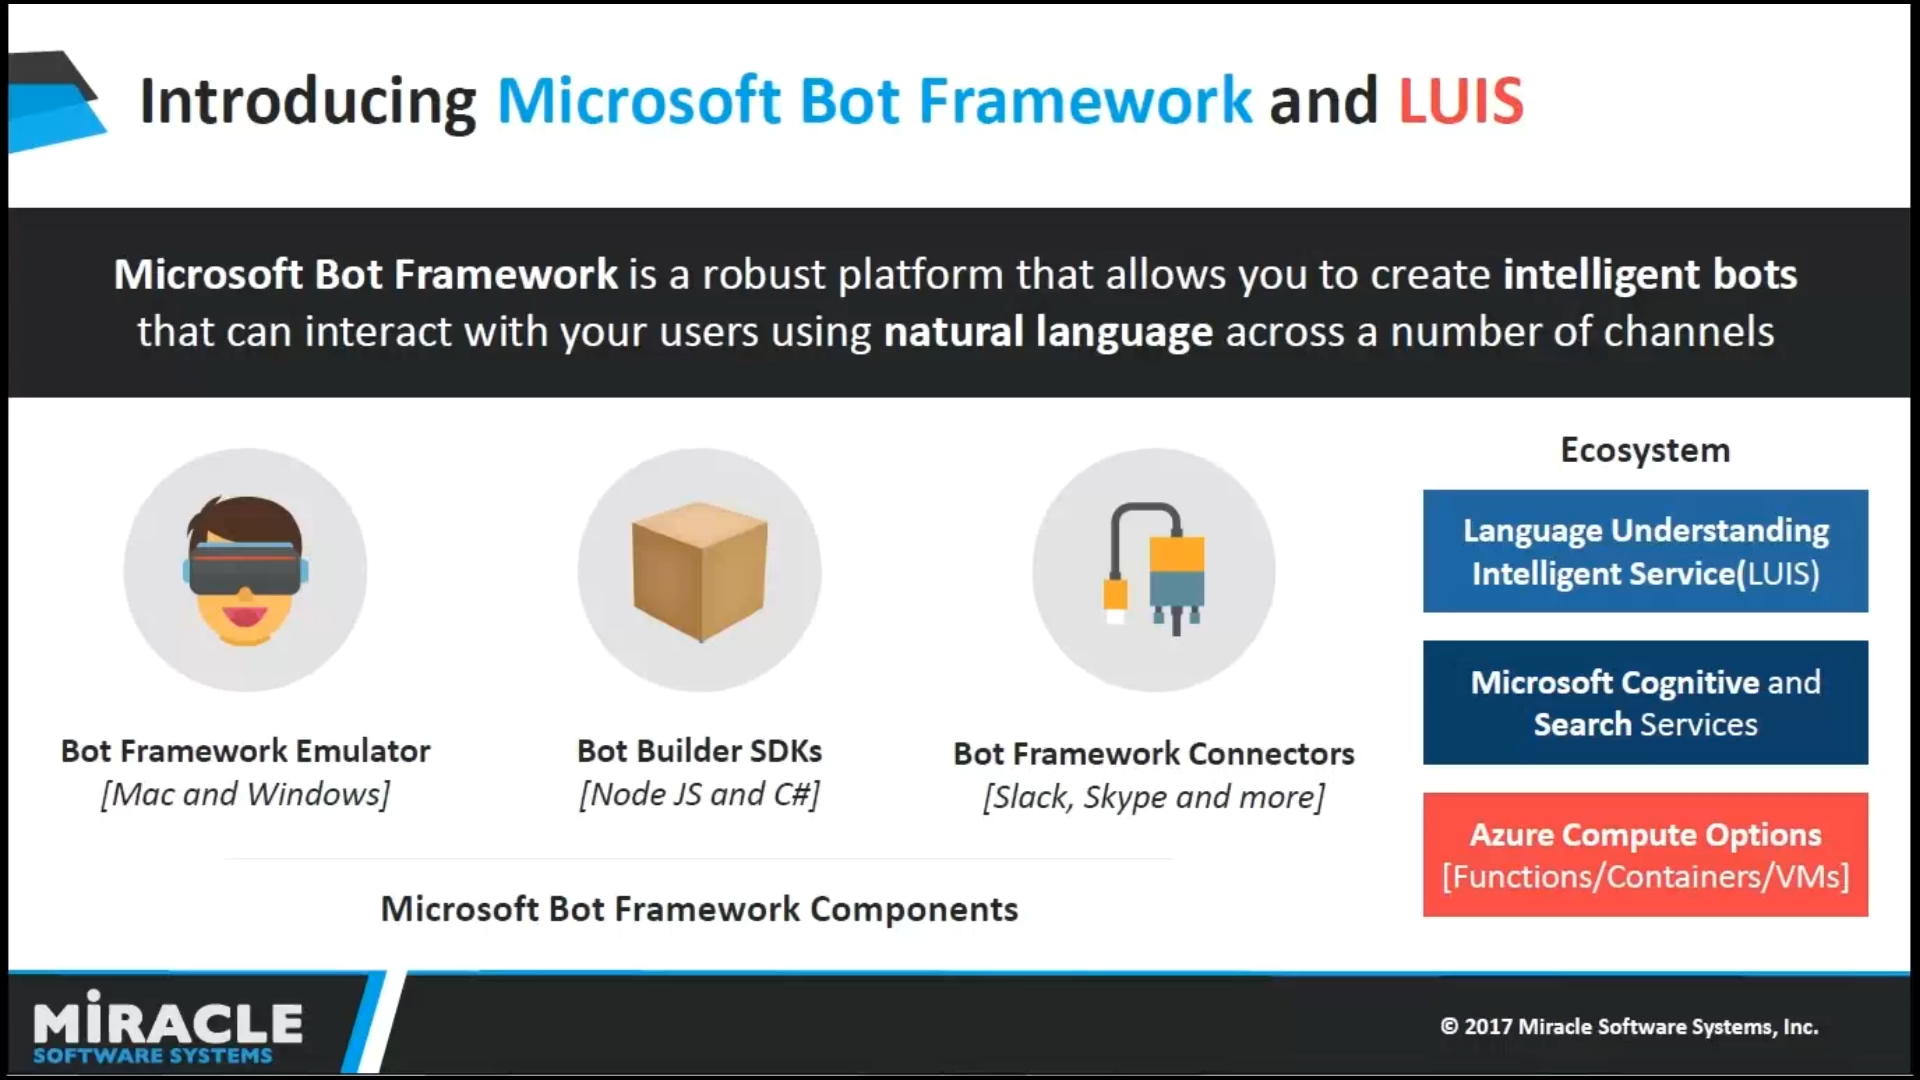 Introducing Microsoft Bot Framework and LUIS
Microsoft Bot Framework is a robust platform that allows you to create intelligent bots
that can interact with your users using natural language across a number of channels
Bot Framework Emulator
[Mac and Windows]
Bot Builder SDKs
[Node JS and C#]
Bot Framework Connectors
[Slack, Skype and more]
Microsoft Bot Framework Components
Ecosystem
Language Understanding
Intelligent Service(LUIS)
Microsoft Cognitive and
Search Services
Azure Compute Options
[Functions/Containers/VMs]
MiRACLE
SOFTWARE SYSTEMS
© 2017 Miracle Software Systems, Inc.